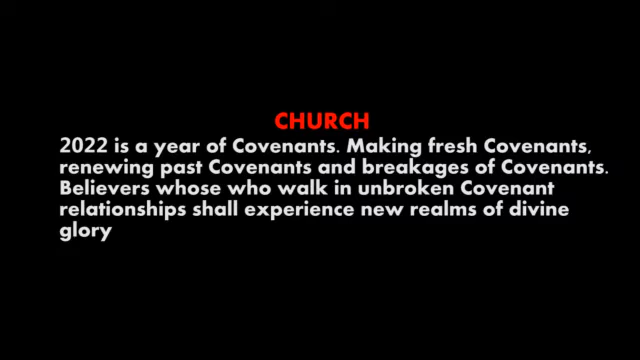 CHURCH
2022 is a year of Covenants. Making fresh Covenants,
renewing past Covenants and breakages of Covenants.
Believers whose who walk in unbroken Covenant
relationships shall experience new realms of divine
glory